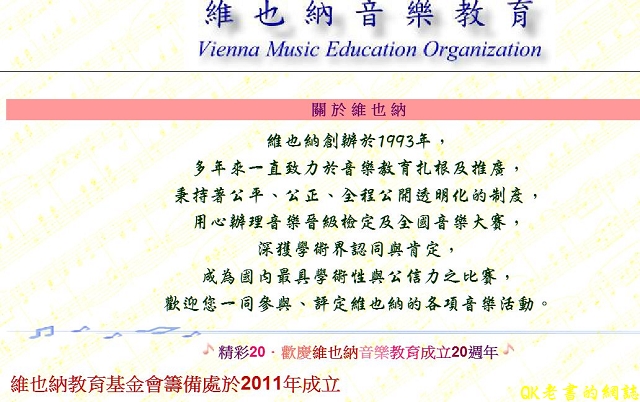 維也納音樂教育
Vienna Music Education Organization
關於維也納
維也納創辦於1993年，
多年來一直致力於音樂教育扎根及推廣，
秉持著公平、公正、全程公開透明化的制度，
用心辦理音樂晉級檢定及全國音樂大賽，
深獲學術界認同與肯定，
成為國內最具學術性與公信力之比賽，
歡迎您一同參與、評定維也納的各項音樂活動。
精彩20‧歡慶維也納音樂教育成立20週年
維也納教育基金會籌備處於2011年成立
OK老書的網誌